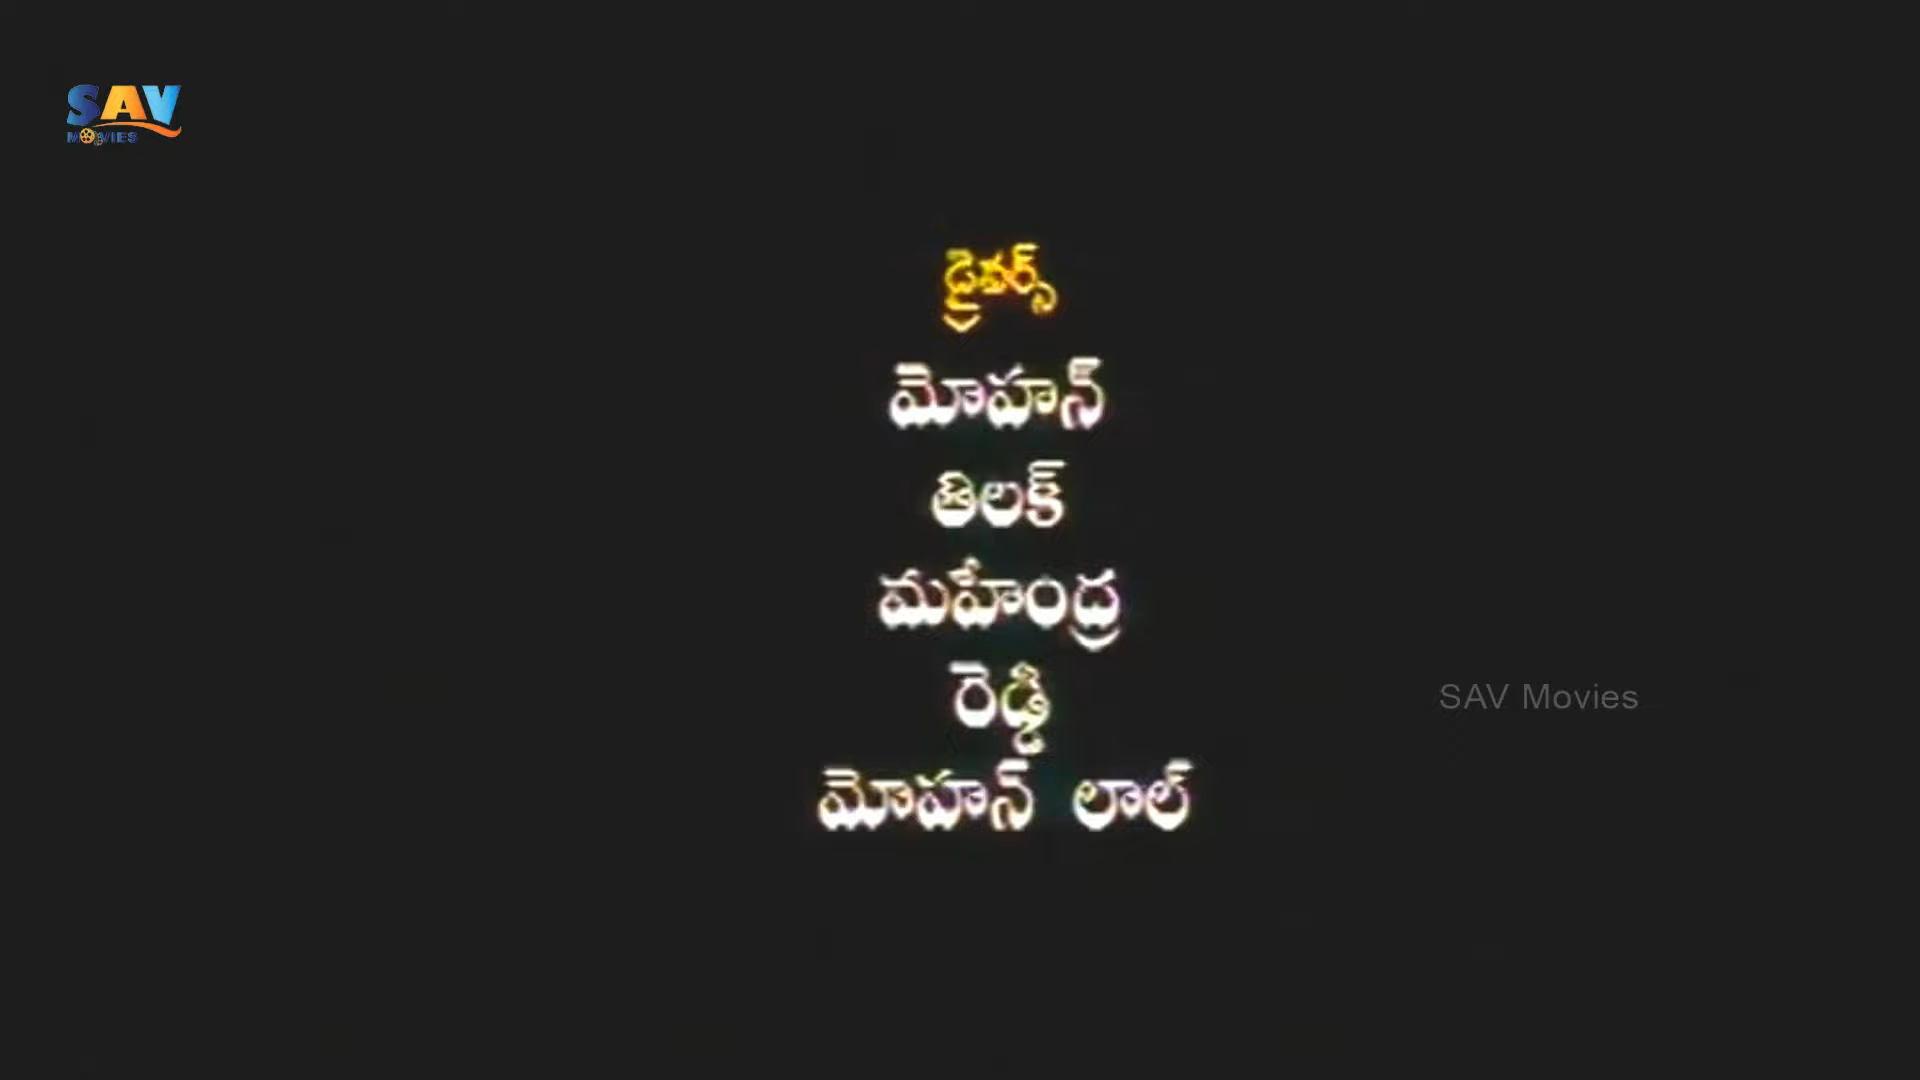 SAV
MOVIES
డ్రైవర్స్
మోహన్
తిలక్
మహేంద్ర
రెడ్డి
SAV Movies
మోహన్ లాల్